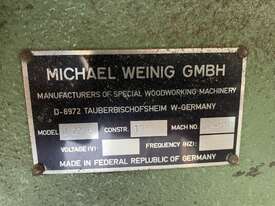 MICHAEL WEINIG GMBH
MANUFACTURERS OF SPECIAL WOODWORKING MACHINERY
D-6972 TAUBERBISCHOFSHEIM W-GERMANY
MODEL CONSTR. MACH NO.
VOLTAGE (V): FREQUENCY (HZ):
MADE IN FEDERAL REPUBLIC OF GERMANY